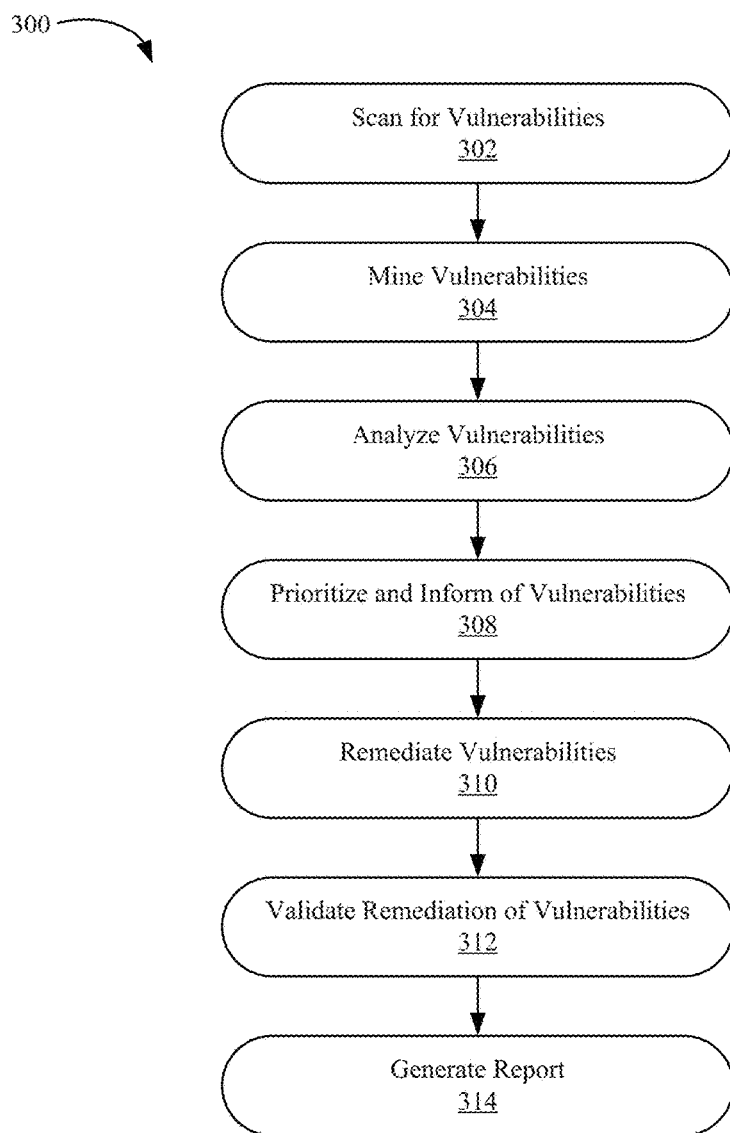 300
Scan for Vulnerabilities
302
Mine Vulnerabilities
304
Analyze Vulnerabilities
306
Prioritize and Inform of Vulnerabilities
308
Remediate Vulnerabilities
310
Validate Remediation of Vulnerabilities
312
Generate Report
314